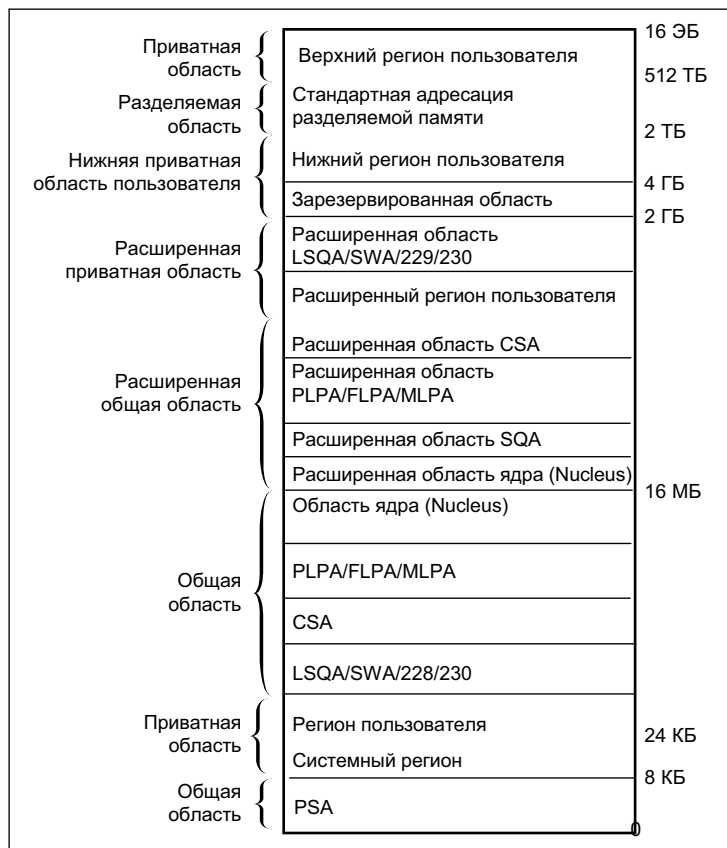 16 ЭБ
Приватная
область
Верхний регион пользователя
512 ТБ
Разделяемая
область
Стандартная адресация
разделяемой памяти
2 ТБ
Нижняя приватная
область пользователя
Нижний регион пользователя
4 ГБ
Зарезервированная область
2 ГБ
Расширенная
приватная область
Расширенная область
LSQA/SWA/229/230
Расширенный регион пользователя
Расширенная
общая область
Расширенная область CSA
Расширенная область
PLPA/FLPA/MLPA
Расширенная область SQA
Расширенная область ядра (Nucleus)
16 МБ
Общая
область
Область ядра (Nucleus)
PLPA/FLPA/MLPA
CSA
LSQA/SWA/228/230
Приватная
область
Регион пользователя
24 КБ
Системный регион
8 КБ
Общая
область
PSA
0